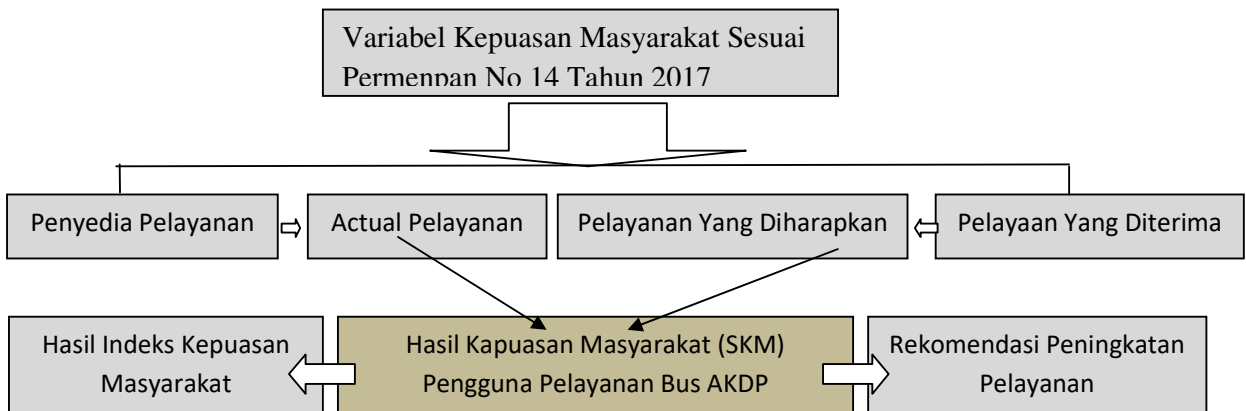 Variabel Kepuasan Masyarakat Sesuai
Permenpan No 14 Tahun 2017
Penyedia Pelayanan
Actual Pelayanan
Pelayanan Yang Diharapkan
Pelayaan Yang Diterima
Hasil Indeks Kepuasan
Masyarakat
Hasil Kapuasan Masyarakat (SKM)
Pengguna Pelayanan Bus AKDP
Rekomendasi Peningkatan
Pelayanan